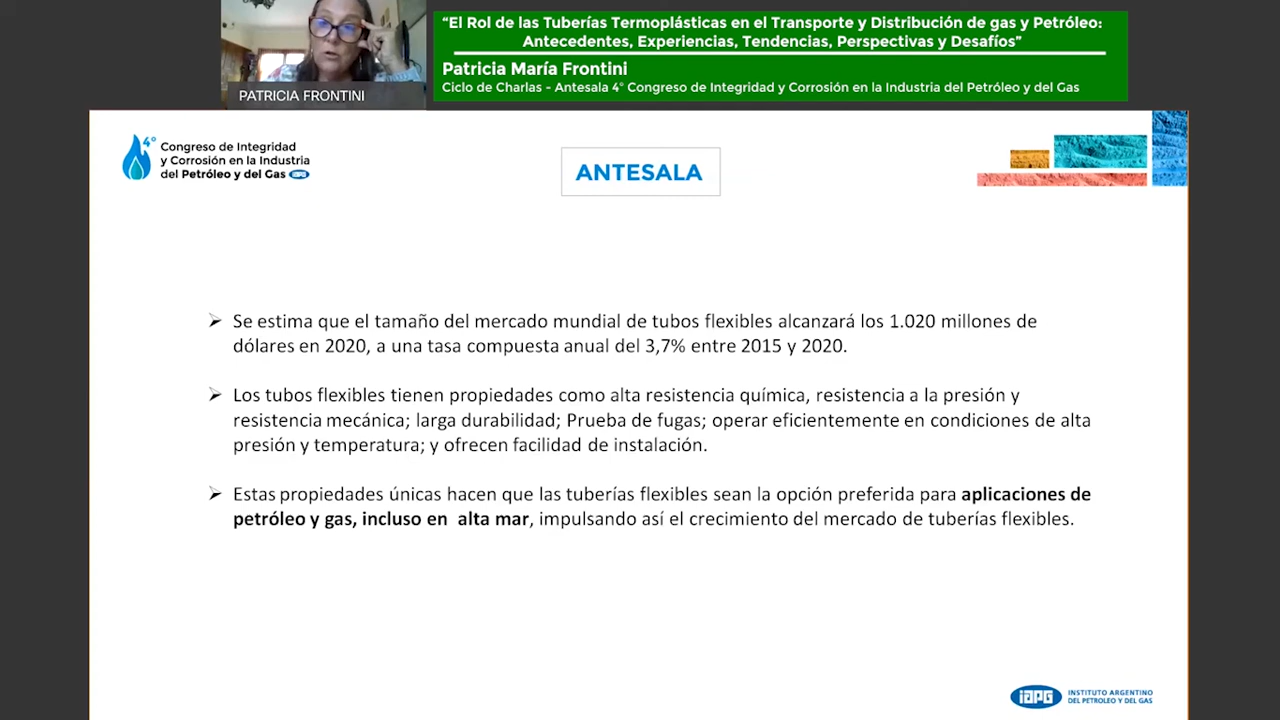 “El Rol de las Tuberías Termoplásticas en el Transporte y Distribución de gas y Petróleo:
Antecedentes, Experiencias, Tendencias, Perspectivas y Desafíos”
Patricia María Frontini
Ciclo de Charlas - Antesala 4° Congreso de Integridad y Corrosión en la Industria del Petróleo y del Gas
PATRICIA FRONTINI
4°
Congreso de Integridad
y Corrosión en la Industria
del Petróleo y del Gas iapg
ANTESALA
➢ Se estima que el tamaño del mercado mundial de tubos flexibles alcanzará los 1.020 millones de
dólares en 2020, a una tasa compuesta anual del 3,7% entre 2015 y 2020.
➢ Los tubos flexibles tienen propiedades como alta resistencia química, resistencia a la presión y
resistencia mecánica; larga durabilidad; Prueba de fugas; operar eficientemente en condiciones de alta
presión y temperatura; y ofrecen facilidad de instalación.
➢ Estas propiedades únicas hacen que las tuberías flexibles sean la opción preferida para aplicaciones de
petróleo y gas, incluso en alta mar, impulsando así el crecimiento del mercado de tuberías flexibles.
iapg
INSTITUTO ARGENTINO
DEL PETROLEO Y DEL GAS